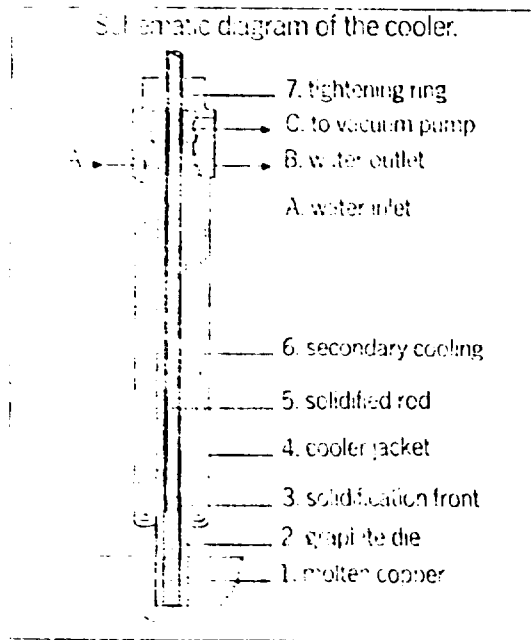 Schematic diagram of the cooler.
7. tightening ring
C. to vacuum pump
A
B. water outlet
A. water inlet
6. secondary cooling
5. solidified rod
4. cooler jacket
3. solidification front
2. graphite die
1. molten copper